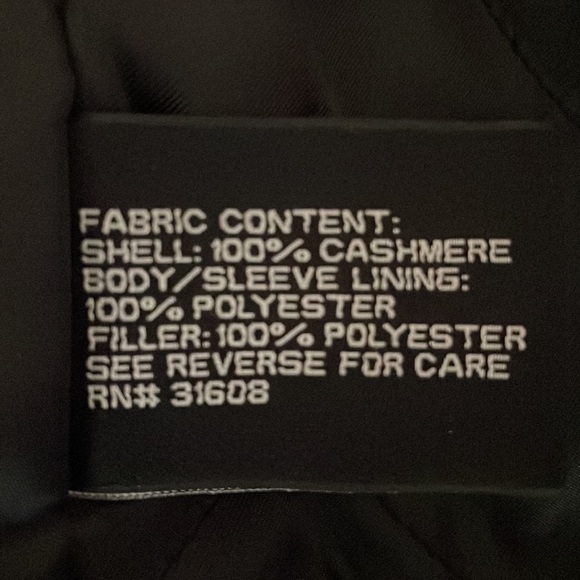 FABRIC CONTENT:
SHELL: 100% CASHMERE
BODY/SLEEVE LINING:
100% POLYESTER
FILLER: 100% POLYESTER
SEE REVERSE FOR CARE
RN# 31608